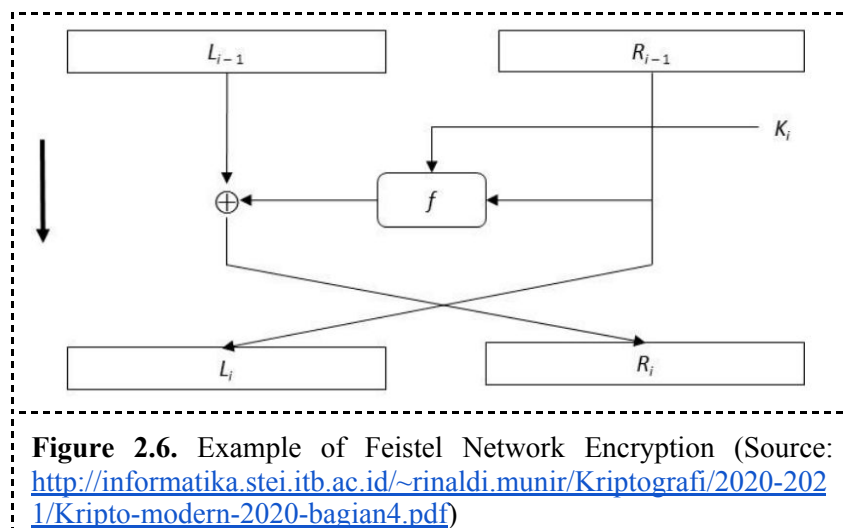 L_{i-1} R_{i-1}
K_i
⊕ f
L_i R_i
Figure 2.6. Example of Feistel Network Encryption (Source:
http://informatika.stei.itb.ac.id/~rinaldi.munir/Kriptografi/2020-202
1/Kripto-modern-2020-bagian4.pdf)